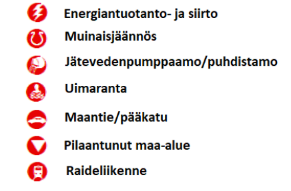 Energiantuotanto- ja siirto
Muinaisjäännös
Jätevedenpumppaamo/puhdistamo
Uimaranta
Maantie/pääkatu
Pilaantunut maa-alue
Raideliikenne